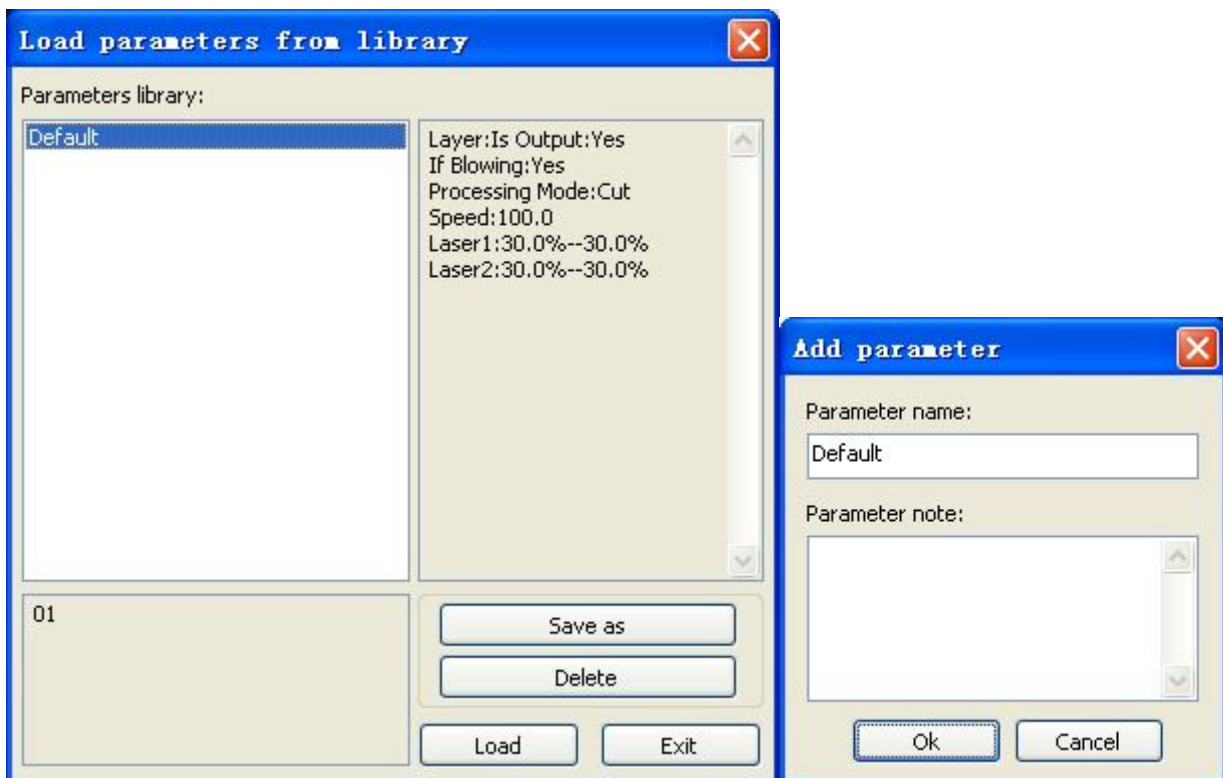 Load parameters from library
Parameters library:
Default
Layer:Is Output:Yes
If Blowing:Yes
Processing Mode:Cut
Speed:100.0
Laser1:30.0%--30.0%
Laser2:30.0%--30.0%
01
Save as
Delete
Load
Exit
Add parameter
Parameter name:
Default
Parameter note:
Ok
Cancel